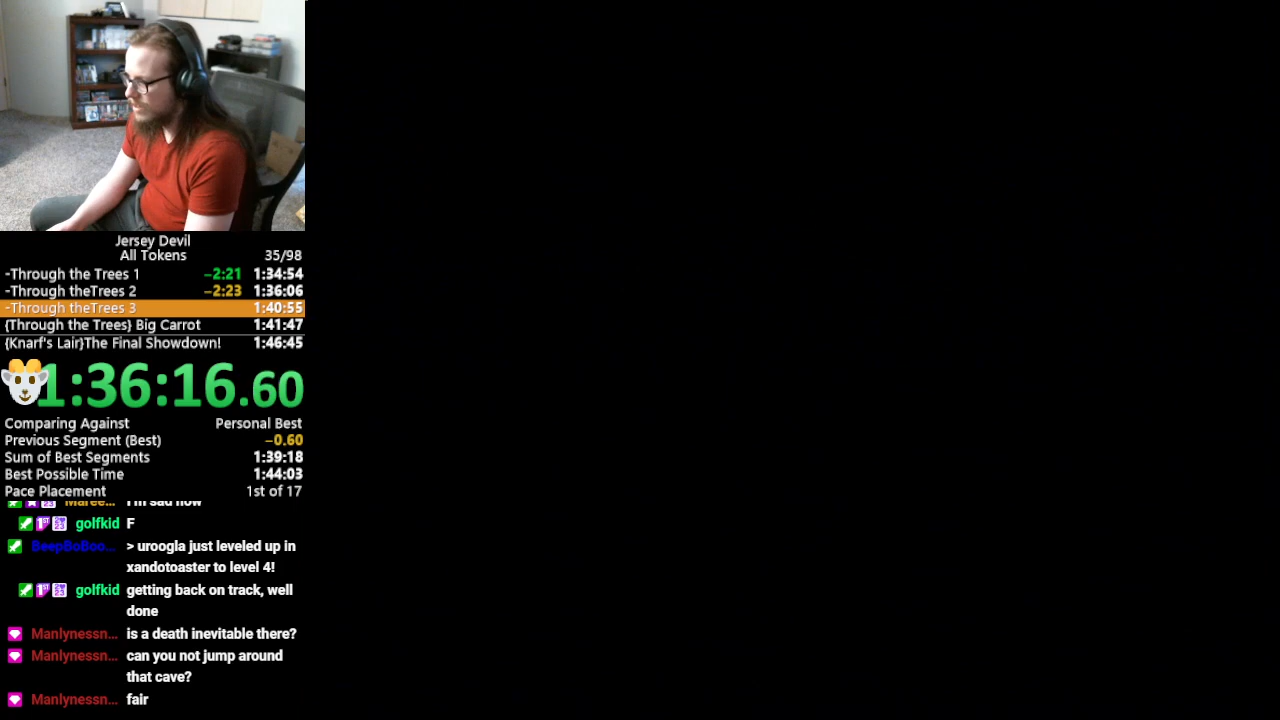 Jersey Devil
All Tokens 35/98
-Through the Trees 1 −2:21 1:34:54
-Through theTrees 2 −2:23 1:36:06
-Through theTrees 3 1:40:55
{Through the Trees} Big Carrot 1:41:47
{Knarf's Lair}The Final Showdown! 1:46:45
1:36:16.60
Comparing Against Personal Best
Previous Segment (Best) −0.60
Sum of Best Segments 1:39:18
Best Possible Time 1:44:03
Pace Placement 1st of 17
Maree... I'm sad now
golfkid F
BeepBoBoo... > uroogla just leveled up in
xandotoaster to level 4!
golfkid getting back on track, well
done
Manlynessn... is a death inevitable there?
Manlynessn... can you not jump around
that cave?
Manlynessn... fair